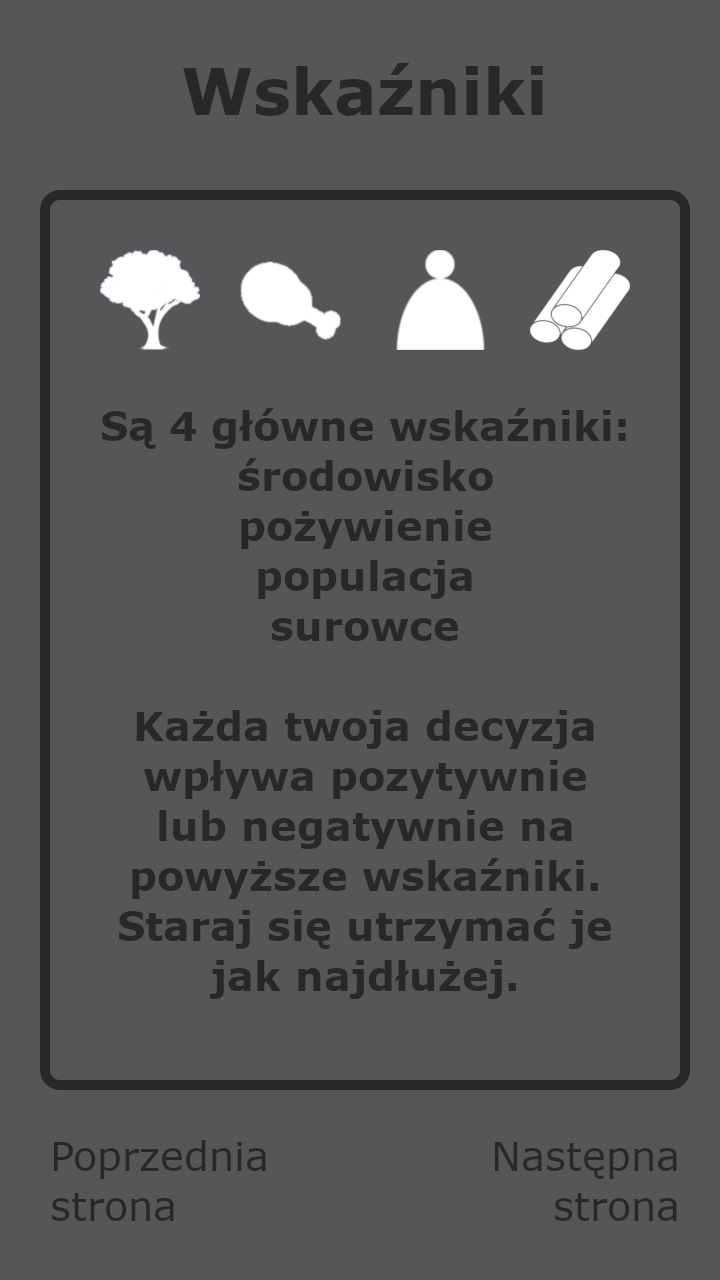 Wskaźniki
Są 4 główne wskaźniki:
środowisko
pożywienie
populacja
surowce
Każda twoja decyzja
wpływa pozytywnie
lub negatywnie na
powyższe wskaźniki.
Staraj się utrzymać je
jak najdłużej.
Poprzednia
strona
Następna
strona